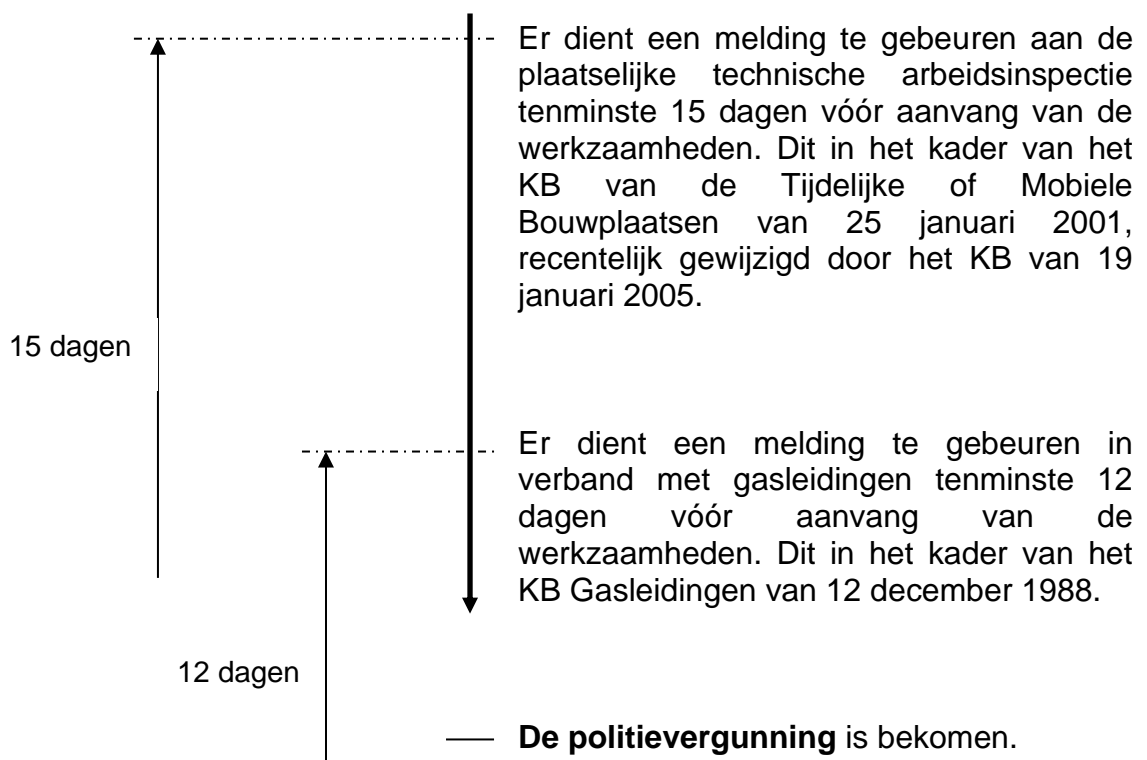 Er dient een melding te gebeuren aan de
plaatselijke technische arbeidsinspectie
tenminste 15 dagen vóór aanvang van de
werkzaamheden. Dit in het kader van het
KB van de Tijdelijke of Mobiele
Bouwplaatsen van 25 januari 2001,
recentelijk gewijzigd door het KB van 19
januari 2005.
15 dagen
Er dient een melding te gebeuren in
verband met gasleidingen tenminste 12
dagen vóór aanvang van de
werkzaamheden. Dit in het kader van het
KB Gasleidingen van 12 december 1988.
12 dagen
De politievergunning is bekomen.